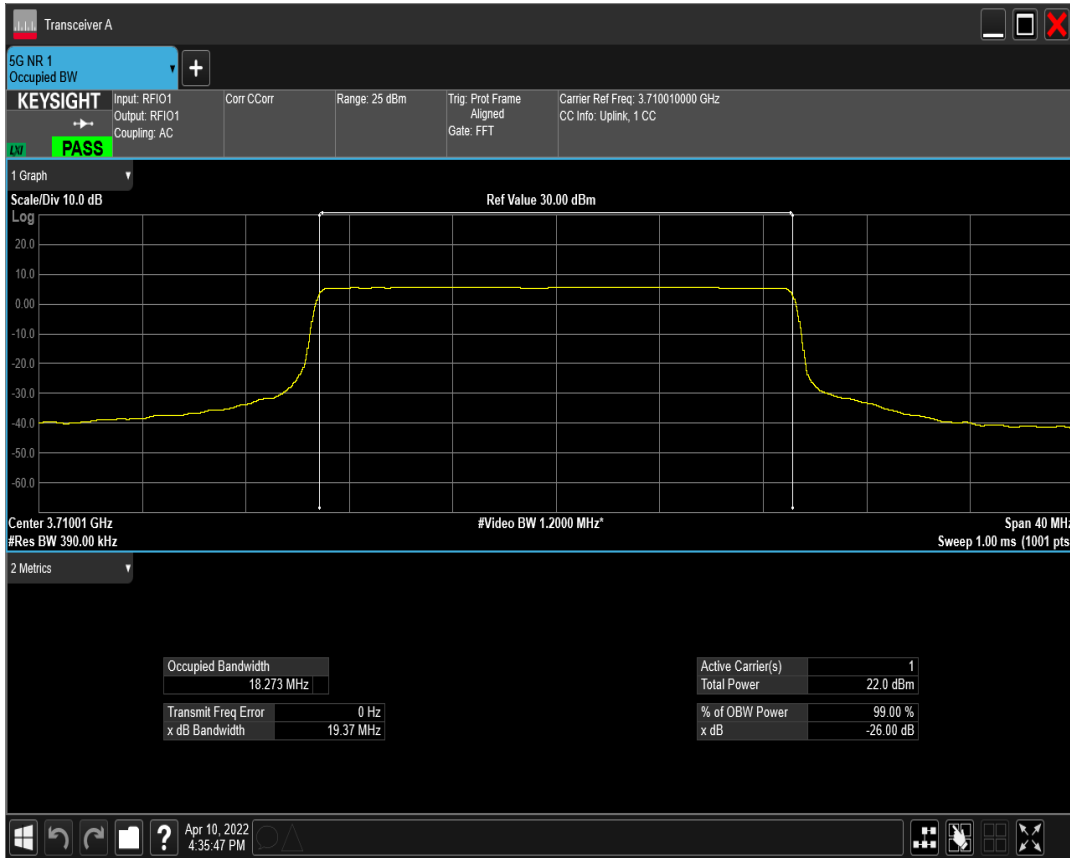 Transceiver A
5G NR 1
Occupied BW
+
KEYSIGHT
LXI
PASS
Input: RFIO1
Output: RFIO1
Coupling: AC
Corr CCorr
Range: 25 dBm
Trig: Prot Frame
Aligned
Gate: FFT
Carrier Ref Freq: 3.710010000 GHz
CC Info: Uplink, 1 CC
1 Graph
Scale/Div 10.0 dB
Ref Value 30.00 dBm
Log
20.0
10.0
0.00
-10.0
-20.0
-30.0
-40.0
-50.0
-60.0
Center 3.71001 GHz
#Video BW 1.2000 MHz*
Span 40 MHz
#Res BW 390.00 kHz
Sweep 1.00 ms (1001 pts
2 Metrics
Occupied Bandwidth
18.273 MHz
Transmit Freq Error 0 Hz
x dB Bandwidth 19.37 MHz
Active Carrier(s) 1
Total Power 22.0 dBm
% of OBW Power 99.00 %
x dB -26.00 dB
?
Apr 10, 2022
4:35:47 PM